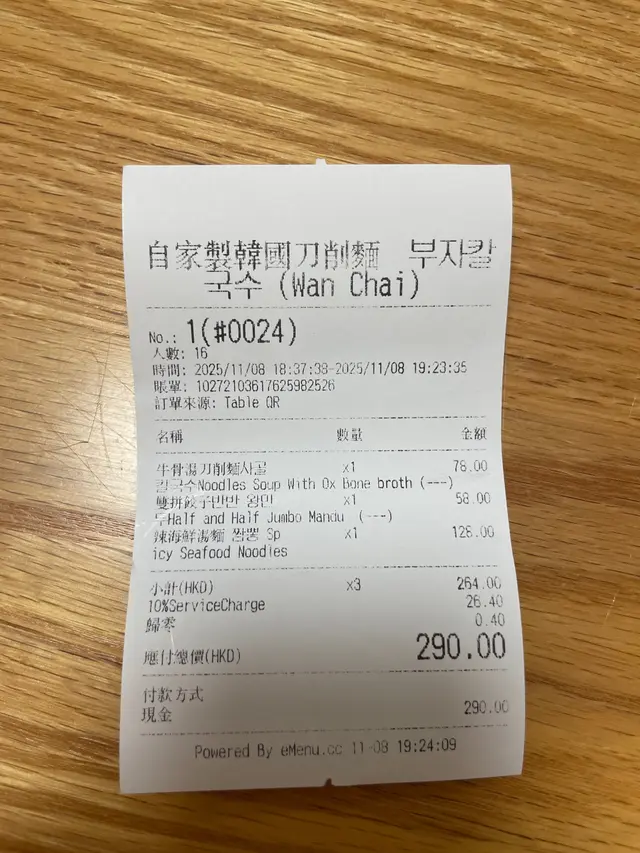 自家製韓國刀削麵 부자칼
국수 (Wan Chai)
No.: 1(#0024)
人數: 16
時間: 2025/11/08 18:37:38-2025/11/08 19:23:35
賬單: 10272103617625982526
訂單來源: Table QR
名稱 數量 金額
牛骨湯刀削麵사골 x1 78.00
칼국수Noodles Soup With Ox Bone broth (---)
雙拼餃子반반 왕만 x1 58.00
두Half and Half Jumbo Mandu (---)
辣海鮮湯麵 짬뽕 Sp x1 128.00
icy Seafood Noodles
小計(HKD) x3 264.00
10%ServiceCharge 26.40
歸零 0.40
應付總價(HKD) 290.00
付款方式
現金 290.00
Powered By eMenu.cc 11-08 19:24:09